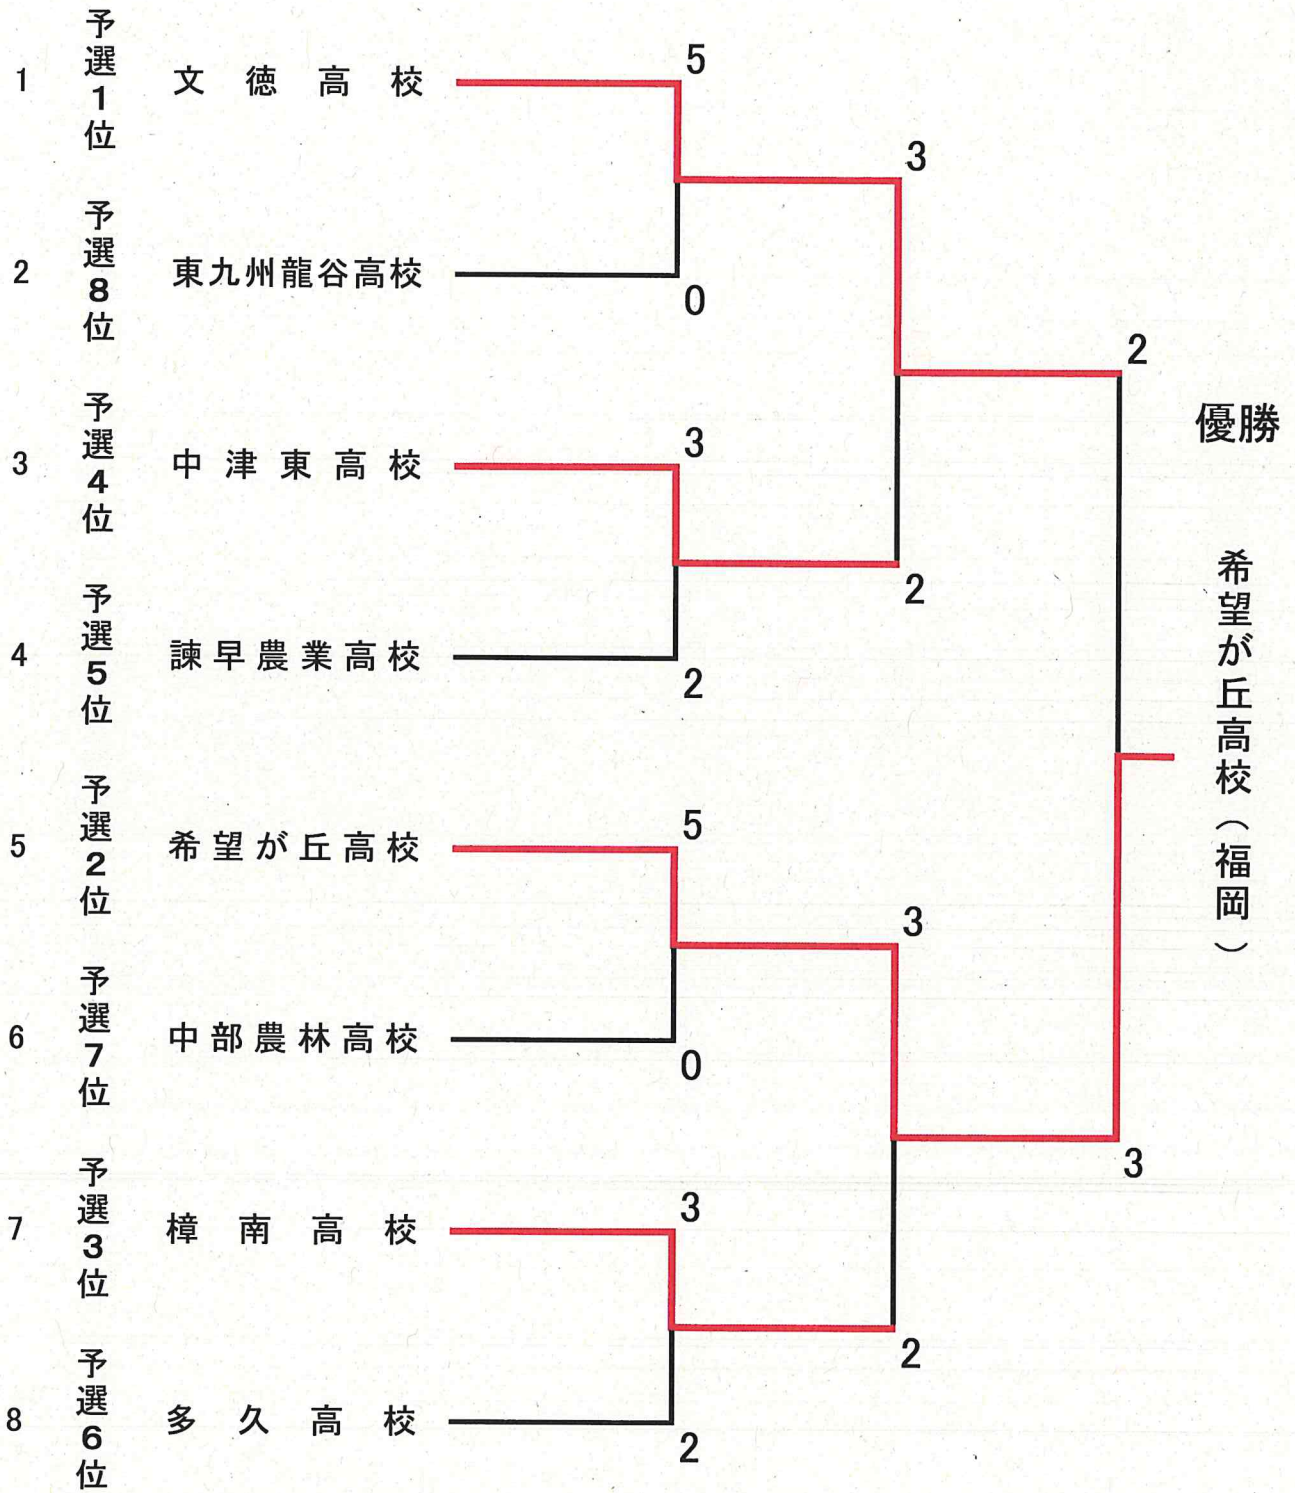 1 予選1位 文徳高校 5
3
2 予選8位 東九州龍谷高校 0
2
優勝
3 予選4位 中津東高校 3
2
4 予選5位 諫早農業高校 2
希望が丘高校（福岡）
5 予選2位 希望が丘高校 5
3
6 予選7位 中部農林高校 0
3
7 予選3位 樟南高校 3
2
8 予選6位 多久高校 2